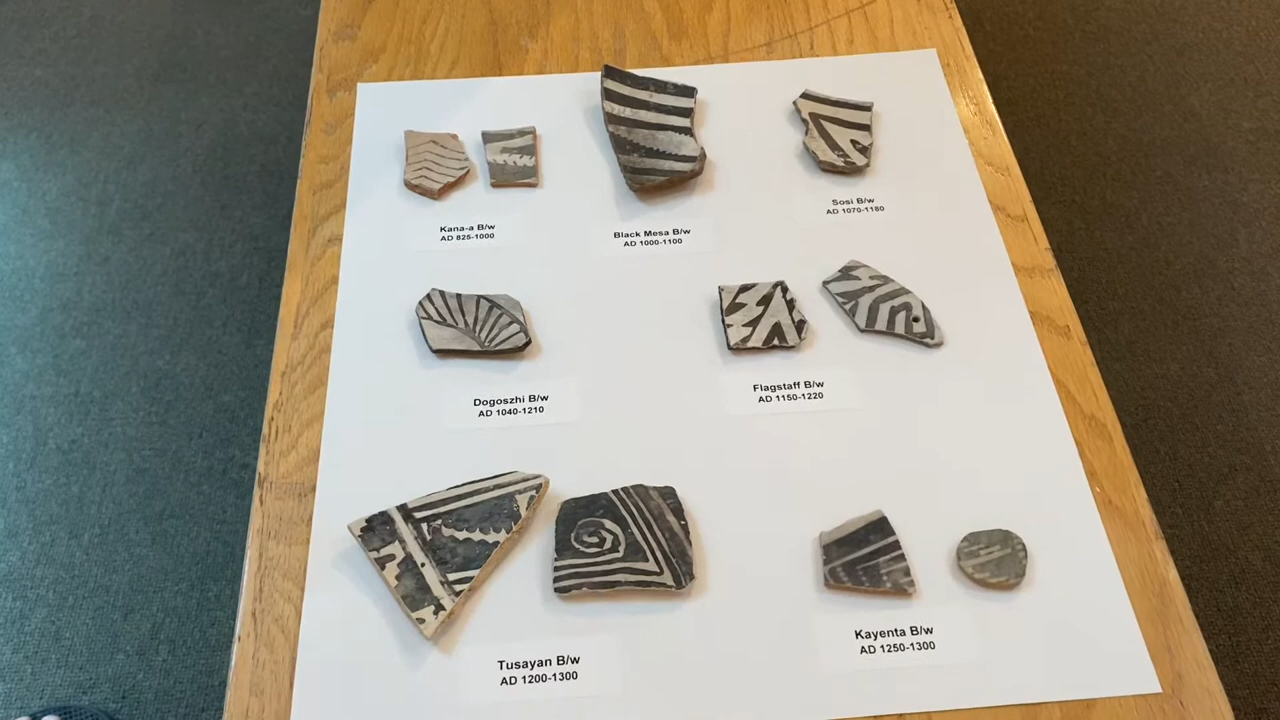 Kana-a B/w
AD 825-1000
Black Mesa B/w
AD 1000-1100
Sosi B/w
AD 1070-1180
Dogoszhi B/w
AD 1040-1210
Flagstaff B/w
AD 1150-1220
Tusayan B/w
AD 1200-1300
Kayenta B/w
AD 1250-1300